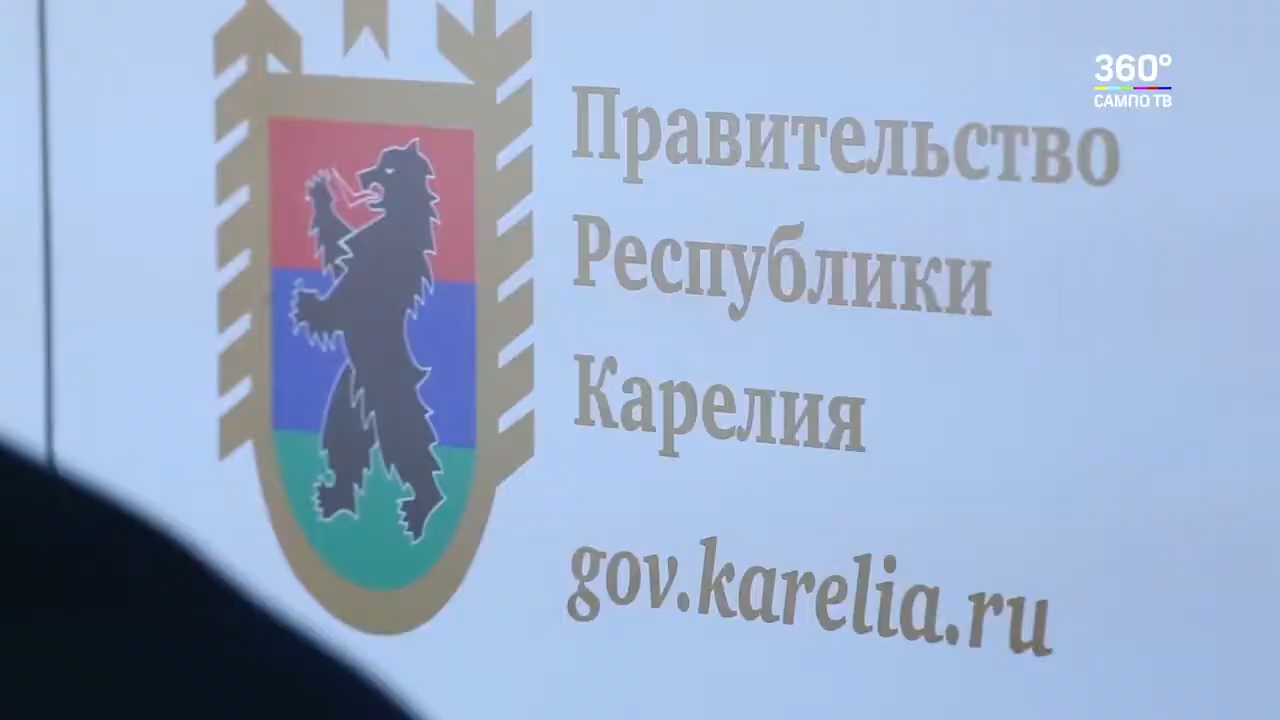 360°
САМПО ТВ
Правительство
Республики
Карелия
gov.karelia.ru